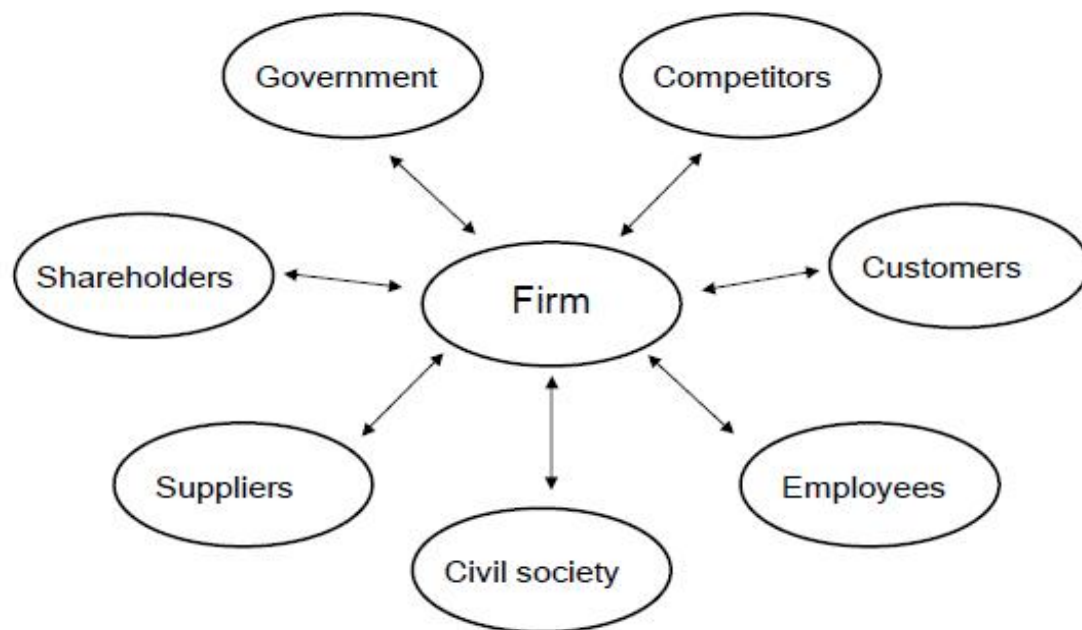 Government
Competitors
Shareholders
Firm
Customers
Suppliers
Employees
Civil society